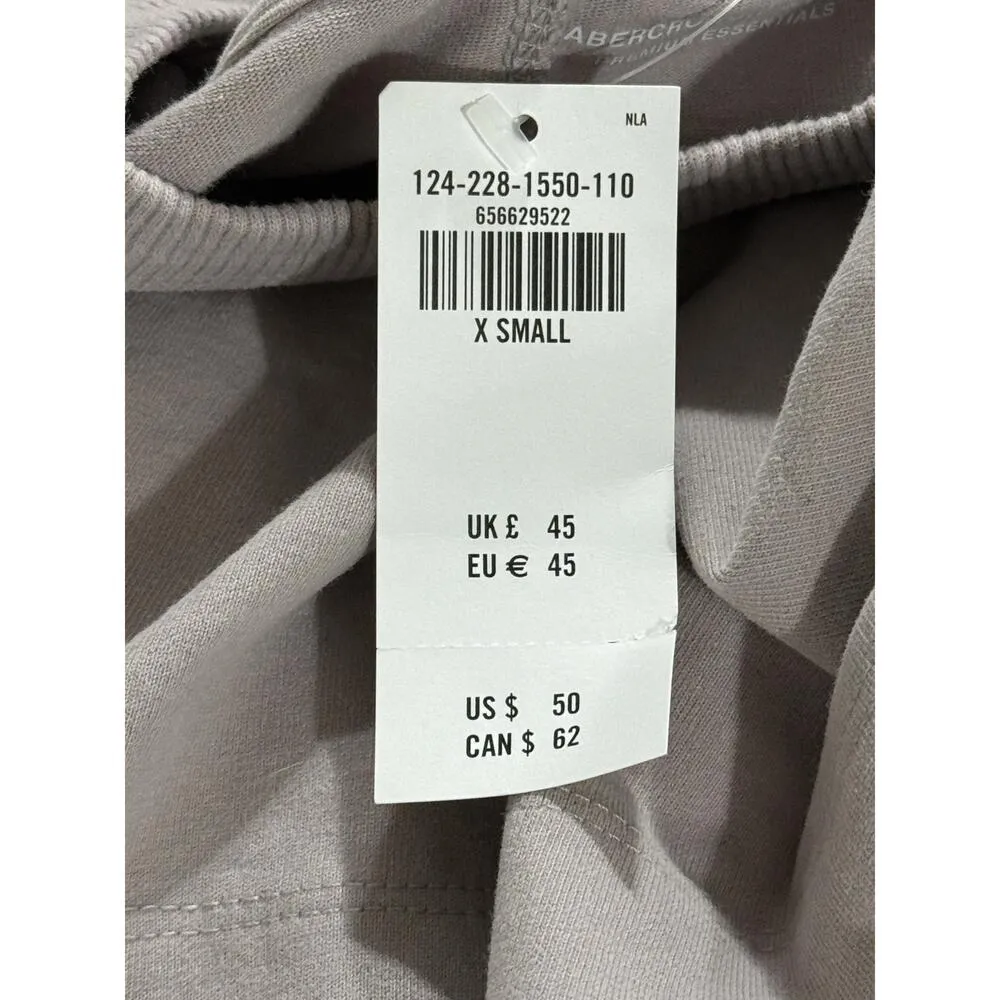 ABERCRO
PREMIUM ESSENTIALS
NLA
124-228-1550-110
656629522
X SMALL
UK £ 45
EU € 45
US $ 50
CAN $ 62